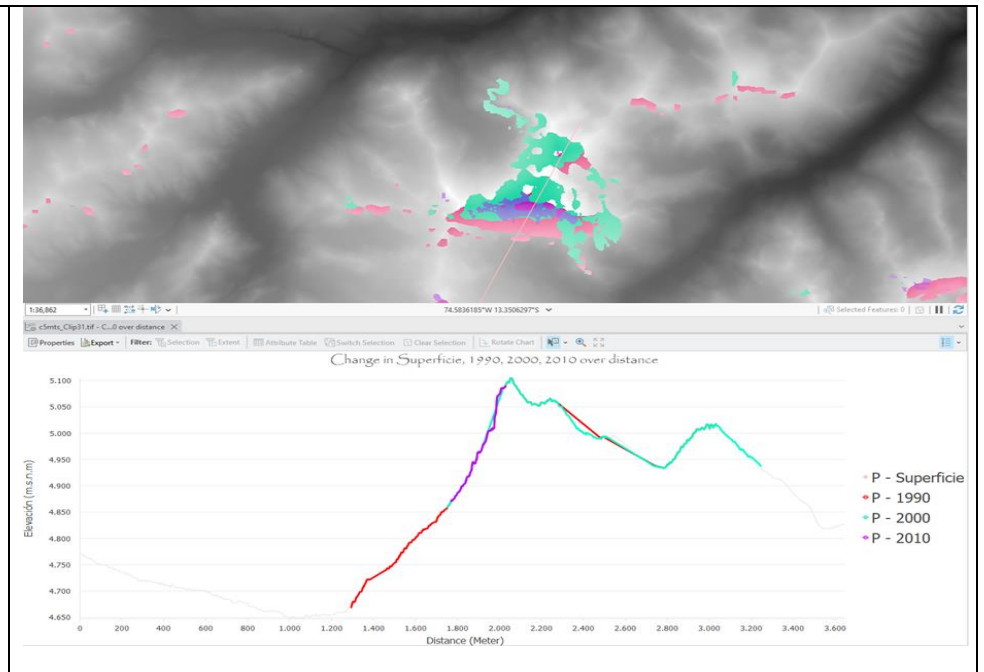 1:36,862
74.5836185°W 13.3506297°S
Selected Features: 0
c5mts_Clip31.tif - C...0 over distance
Properties Export Filter: Selection Extent Attribute Table Switch Selection Clear Selection Rotate Chart
Change in Superficie, 1990, 2000, 2010 over distance
Elevación (m.s.n.m)
5.100
5.050
5.000
4.950
4.900
4.850
4.800
4.750
4.700
4.650
0 200 400 600 800 1.000 1.200 1.400 1.600 1.800 2.000 2.200 2.400 2.600 2.800 3.000 3.200 3.400 3.600
Distance (Meter)
P - Superficie
P - 1990
P - 2000
P - 2010